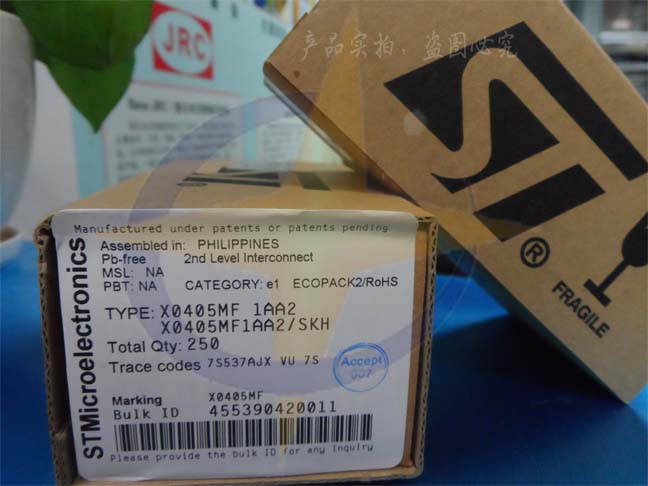 产品实拍：盗图必究
JRC
ST
®
FRAGILE
Manufactured under patents or patents pending
STMicroelectronics
Assembled in: PHILIPPINES
Pb-free 2nd Level Interconnect
MSL: NA
PBT: NA CATEGORY: e1 ECOPACK2/RoHS
TYPE: X0405MF 1AA2
X0405MF1AA2/SKH
Total Qty: 250
Trace codes 7S537AJX VU 7S
Accept
Marking X0405MF
Bulk ID 455390420011
Please provide the bulk ID for any inquiry